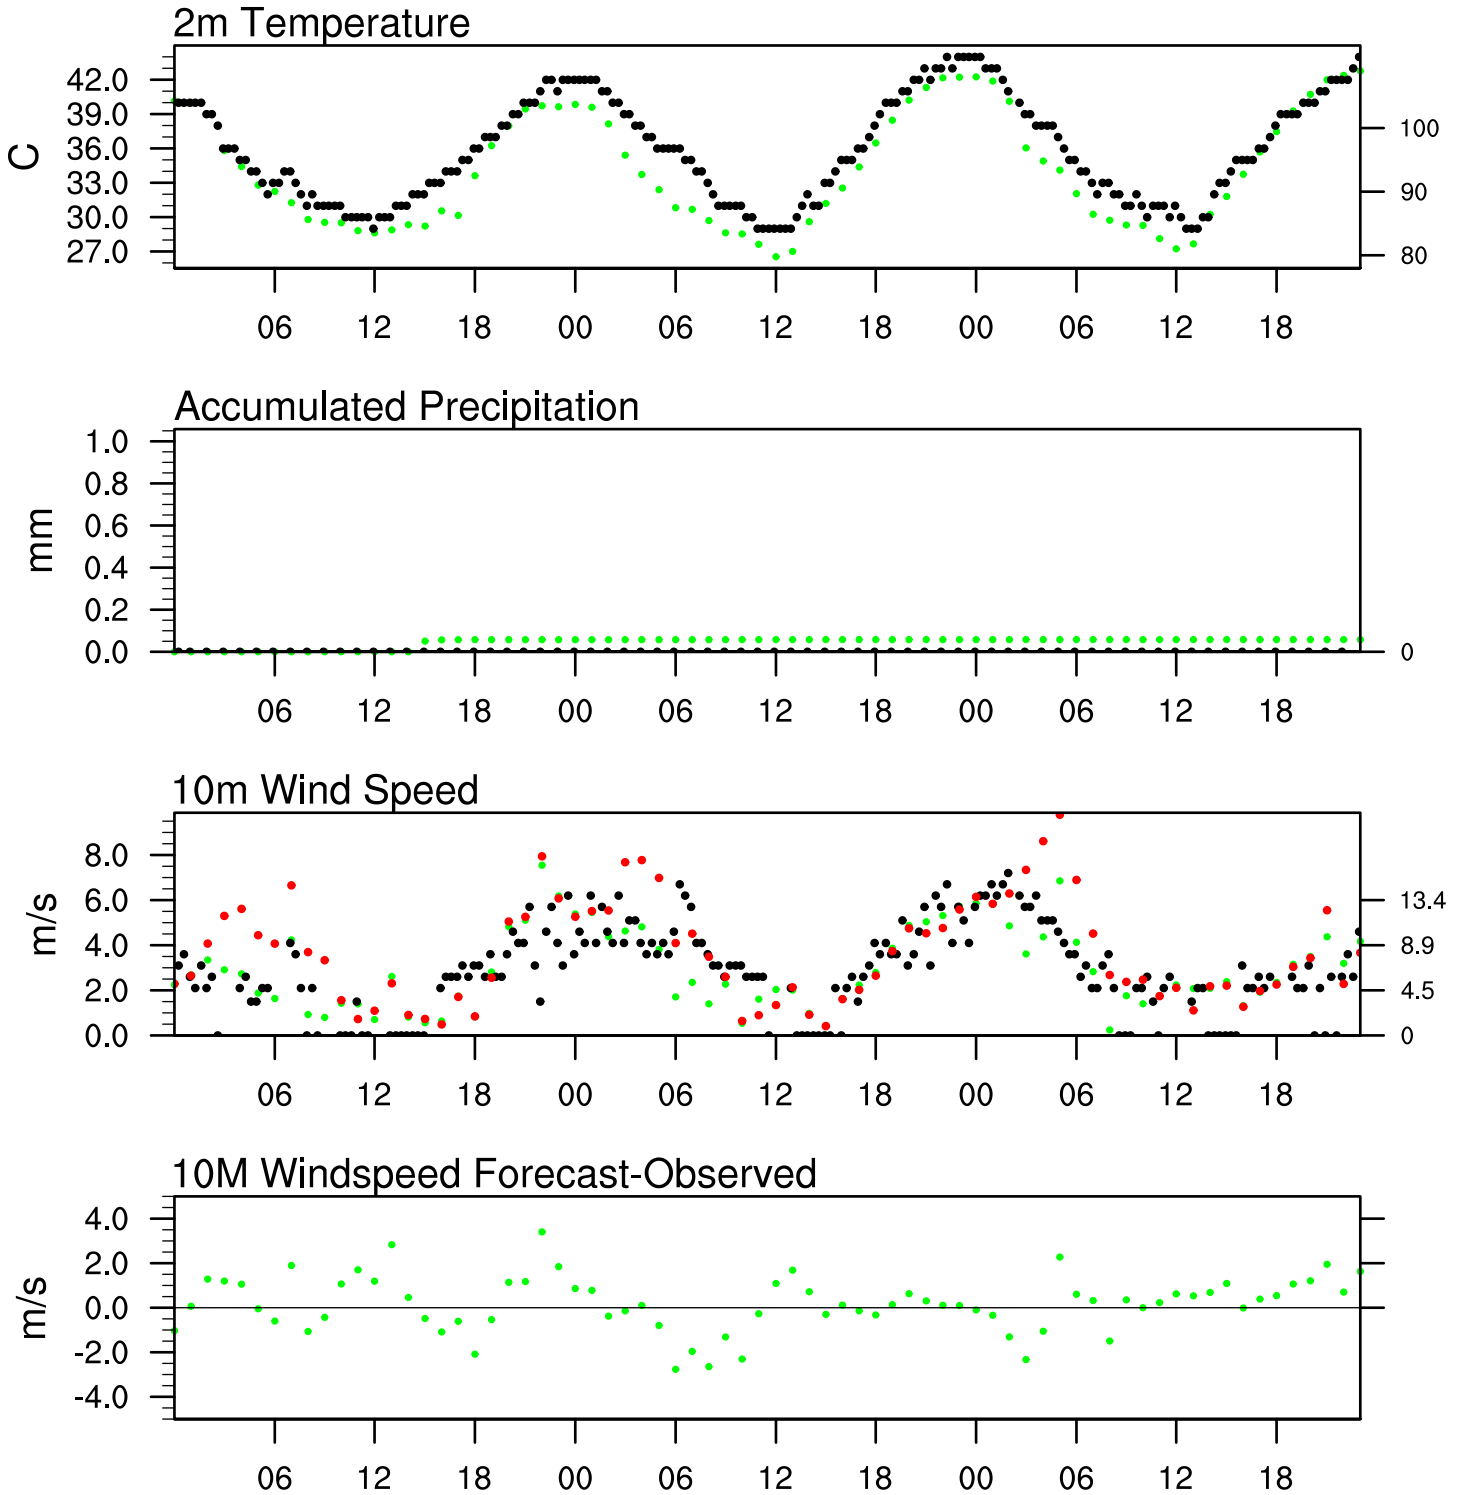 2m Temperature
42.0
39.0
36.0
33.0
30.0
27.0
C
100
90
80
06 12 18 00 06 12 18 00 06 12 18
Accumulated Precipitation
1.0
0.8
0.6
0.4
0.2
0.0
mm
0
06 12 18 00 06 12 18 00 06 12 18
10m Wind Speed
8.0
6.0
4.0
2.0
0.0
m/s
13.4
8.9
4.5
0
06 12 18 00 06 12 18 00 06 12 18
10M Windspeed Forecast-Observed
4.0
2.0
0.0
-2.0
-4.0
m/s
06 12 18 00 06 12 18 00 06 12 18